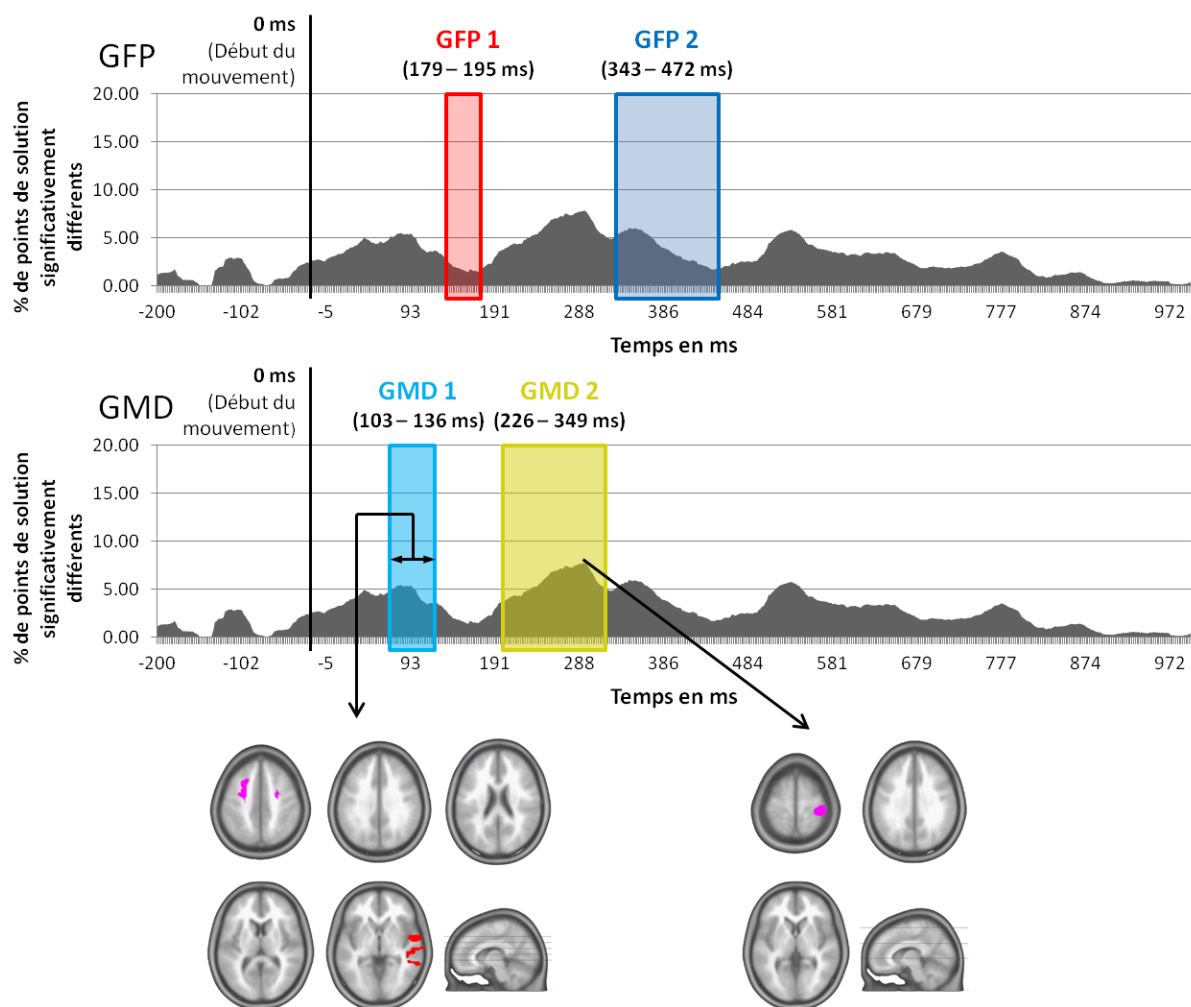 GFP
0 ms
(Début du
mouvement)
GFP 1
(179 – 195 ms)
GFP 2
(343 – 472 ms)
% de points de solution
significativement
différents
20.00
15.00
10.00
5.00
0.00
-200 -102 -5 93 191 288 386 484 581 679 777 874 972
Temps en ms
GMD
0 ms
(Début du
mouvement)
GMD 1
(103 – 136 ms)
GMD 2
(226 – 349 ms)
% de points de solution
significativement
différents
20.00
15.00
10.00
5.00
0.00
-200 -102 -5 93 191 288 386 484 581 679 777 874 972
Temps en ms